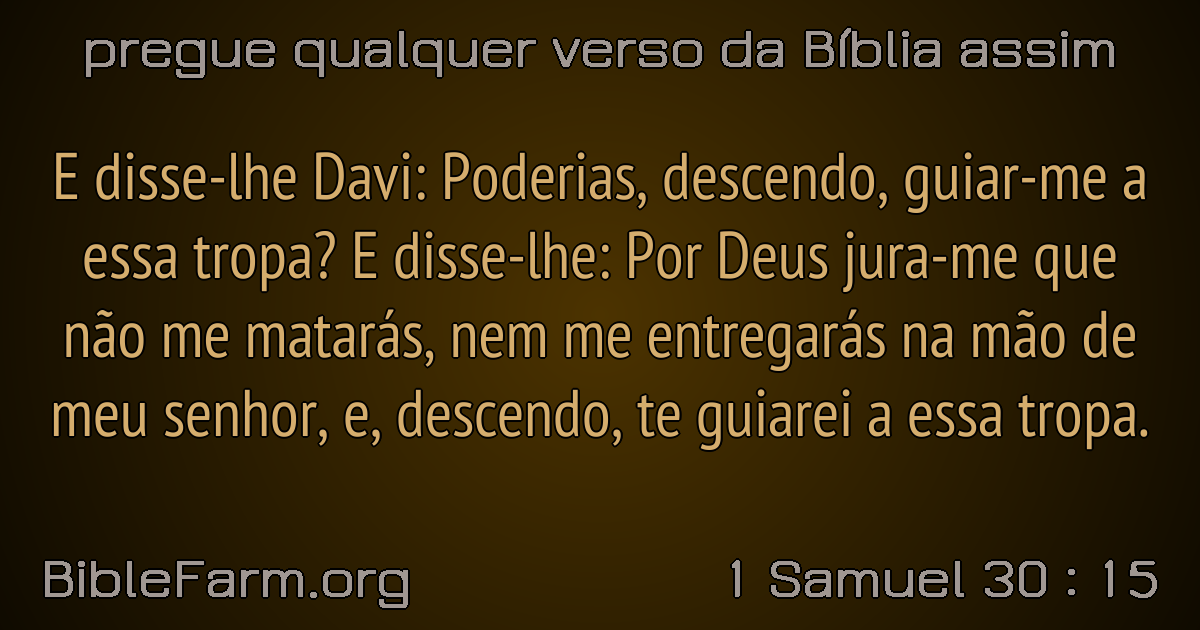 pregue qualquer verso da Bíblia assim
E disse-lhe Davi: Poderias, descendo, guiar-me a
essa tropa? E disse-lhe: Por Deus jura-me que
não me matarás, nem me entregarás na mão de
meu senhor, e, descendo, te guiarei a essa tropa.
BibleFarm.org
1 Samuel 30 : 15